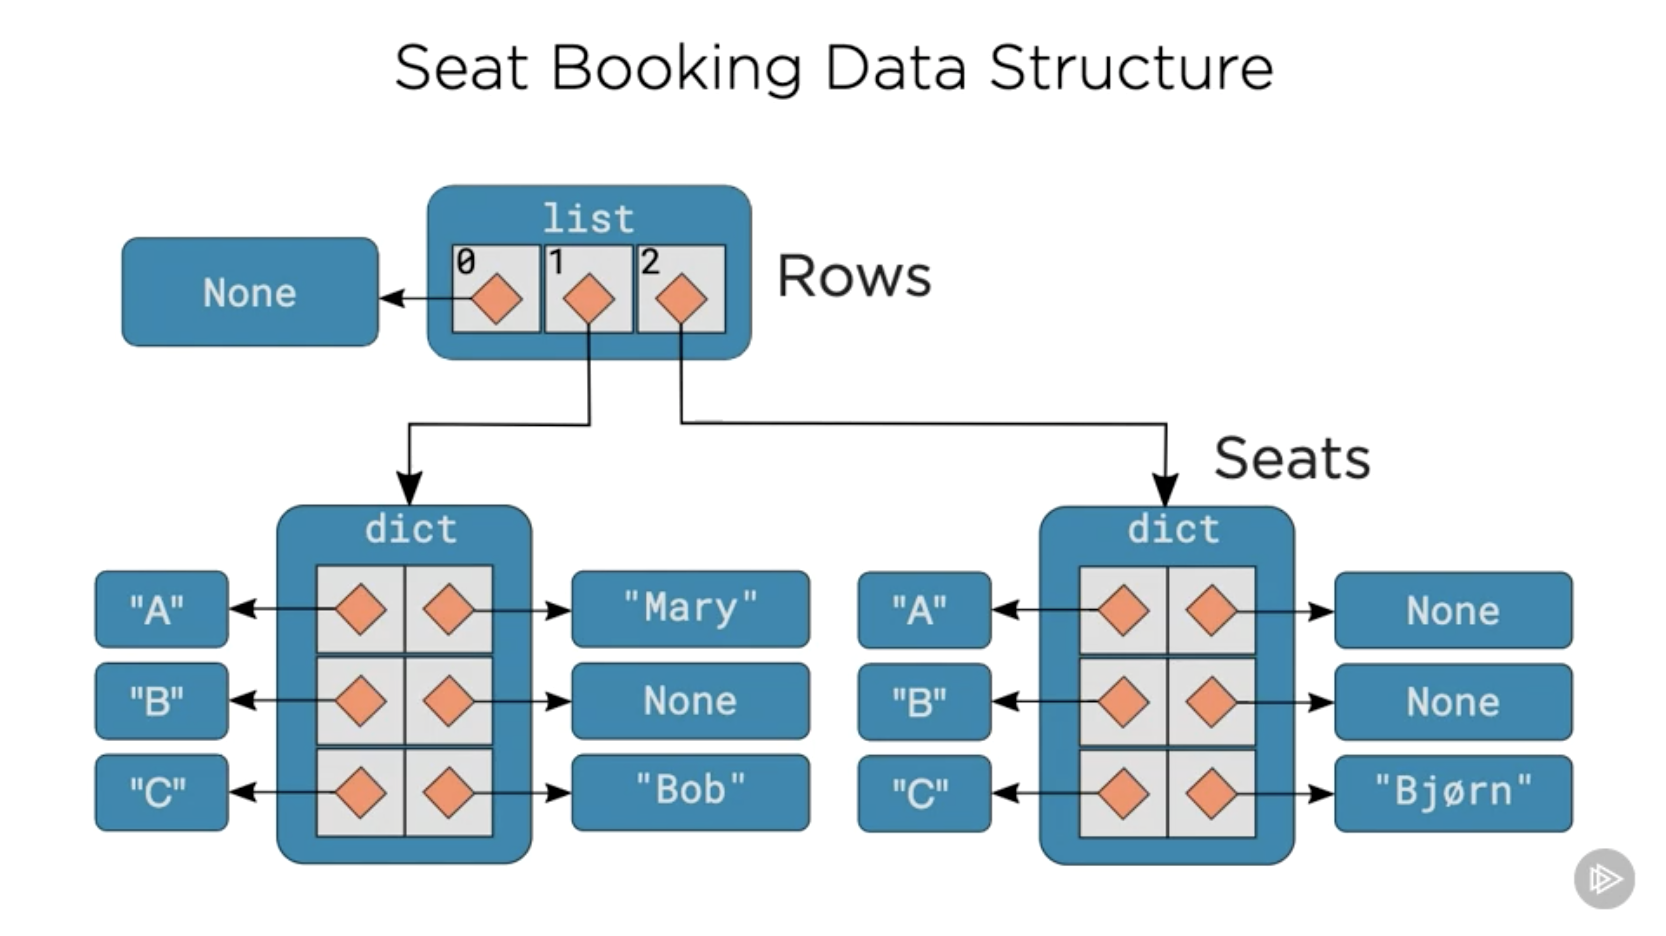 Seat Booking Data Structure
list
0 1 2
None
Rows
Seats
dict
"A" "Mary"
"B" None
"C" "Bob"
dict
"A" None
"B" None
"C" "Bjørn"